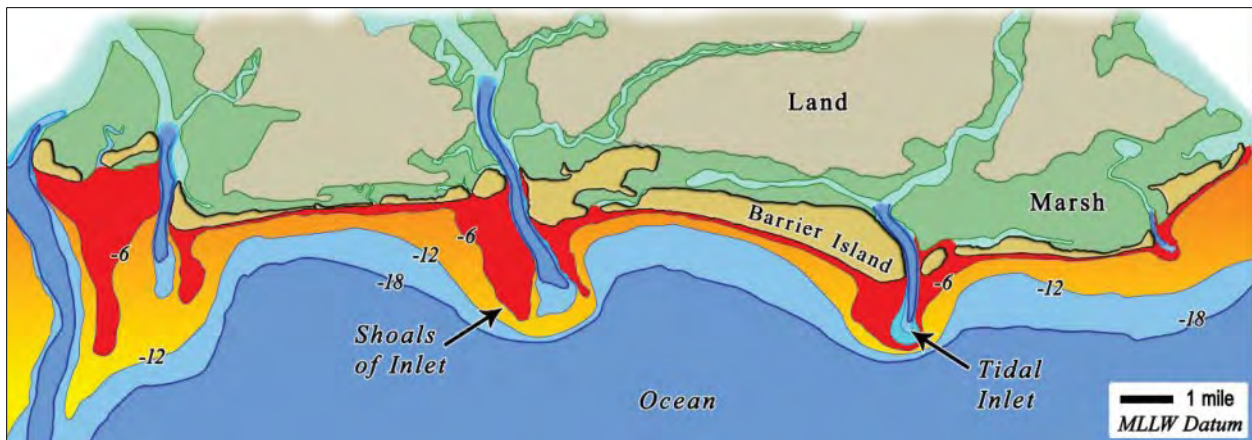 Land
Marsh
Barrier Island
-6
-6
-6
-12
-18
-12
-12
-18
Shoals
of Inlet
Tidal
Inlet
Ocean
1 mile
MLLW Datum